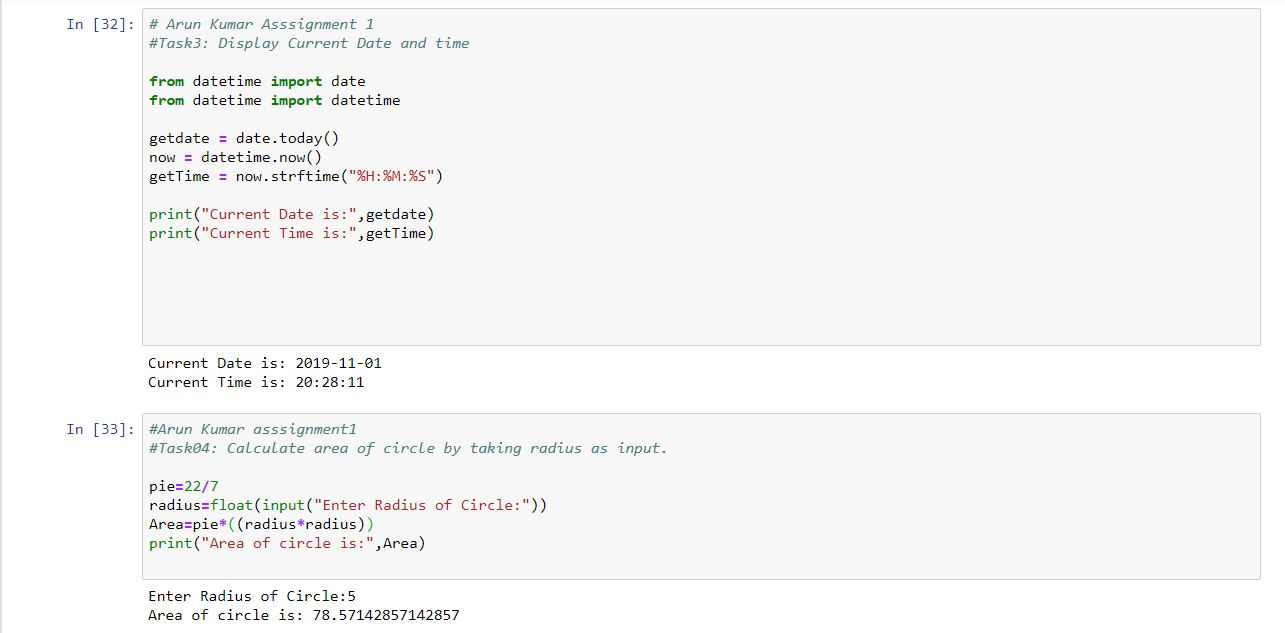 In [32]: # Arun Kumar Asssignment 1
#Task3: Display Current Date and time
from datetime import date
from datetime import datetime
getdate = date.today()
now = datetime.now()
getTime = now.strftime("%H:%M:%S")
print("Current Date is:",getdate)
print("Current Time is:",getTime)
Current Date is: 2019-11-01
Current Time is: 20:28:11
In [33]: #Arun Kumar asssignment1
#Task04: Calculate area of circle by taking radius as input.
pie=22/7
radius=float(input("Enter Radius of Circle:"))
Area=pie*((radius*radius))
print("Area of circle is:",Area)
Enter Radius of Circle:5
Area of circle is: 78.57142857142857